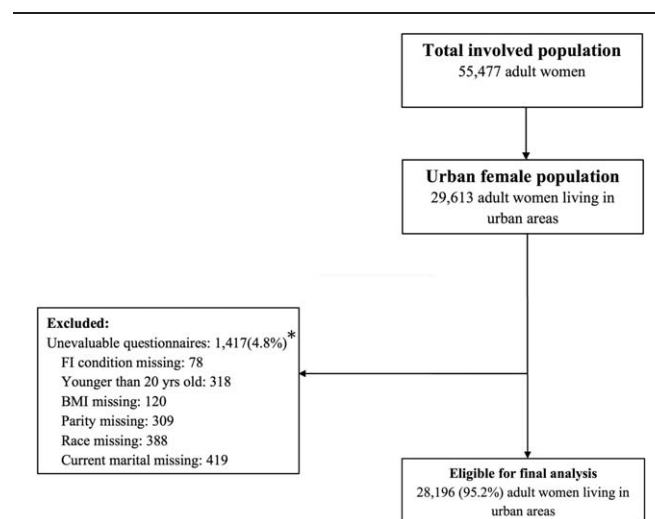 Total involved population
55,477 adult women
Urban female population
29,613 adult women living in
urban areas
Excluded:
Unevaluable questionnaires: 1,417(4.8%)*
FI condition missing: 78
Younger than 20 yrs old: 318
BMI missing: 120
Parity missing: 309
Race missing: 388
Current marital missing: 419
Eligible for final analysis
28,196 (95.2%) adult women living in
urban areas